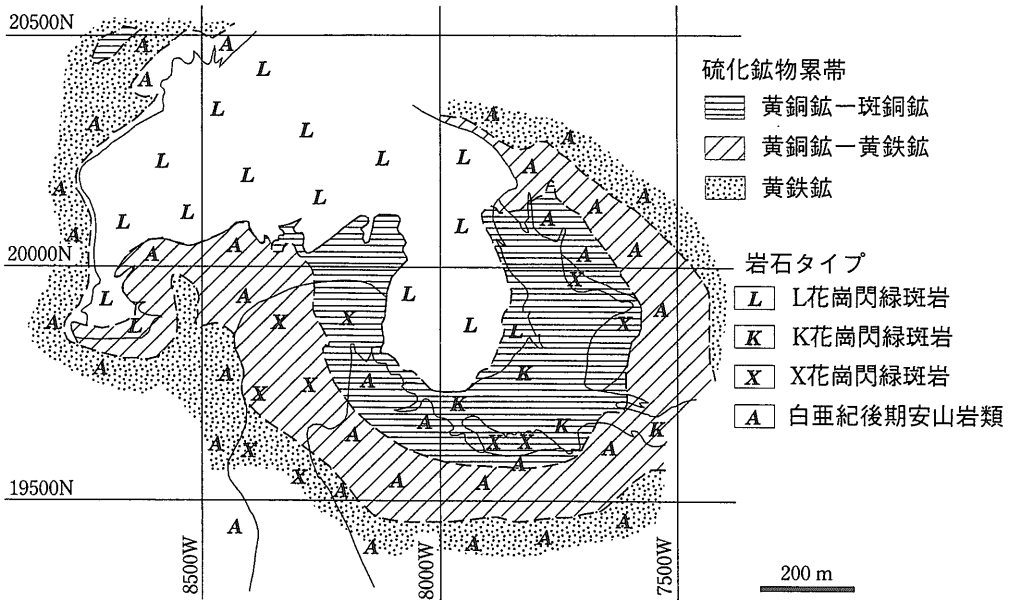 20500N
20000N
19500N
8500W
8000W
7500W
硫化鉱物累帯
黄銅鉱―斑銅鉱
黄銅鉱―黄鉄鉱
黄鉄鉱
岩石タイプ
L L花崗閃緑斑岩
K K花崗閃緑斑岩
X X花崗閃緑斑岩
A 白亜紀後期安山岩類
200 m